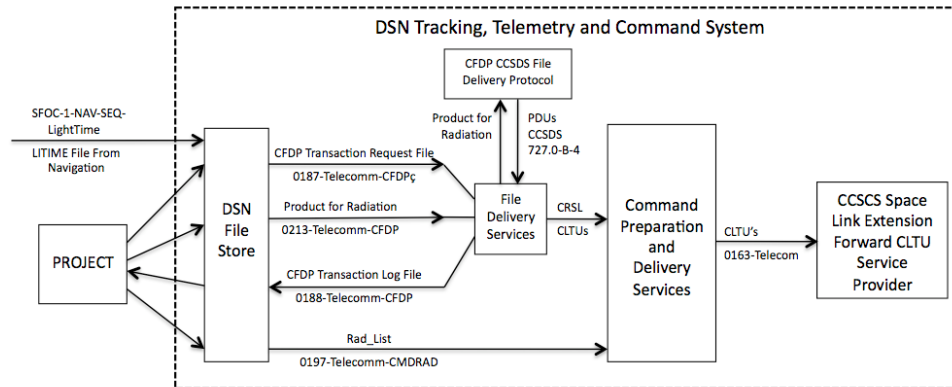 DSN Tracking, Telemetry and Command System
CFDP CCSDS File
Delivery Protocol
SFOC-1-NAV-SEQ-
LightTime
LITIME File From
Navigation
Product for
Radiation
PDUs
CCSDS
727.0-B-4
CFDP Transaction Request File
0187-Telecomm-CFDPç
PROJECT
DSN
File
Store
Product for Radiation
0213-Telecomm-CFDP
File
Delivery
Services
CRSL
CLTUs
Command
Preparation
and
Delivery
Services
CLTU's
0163-Telecom
CCSCS Space
Link Extension
Forward CLTU
Service
Provider
CFDP Transaction Log File
0188-Telecomm-CFDP
Rad_List
0197-Telecomm-CMDRAD